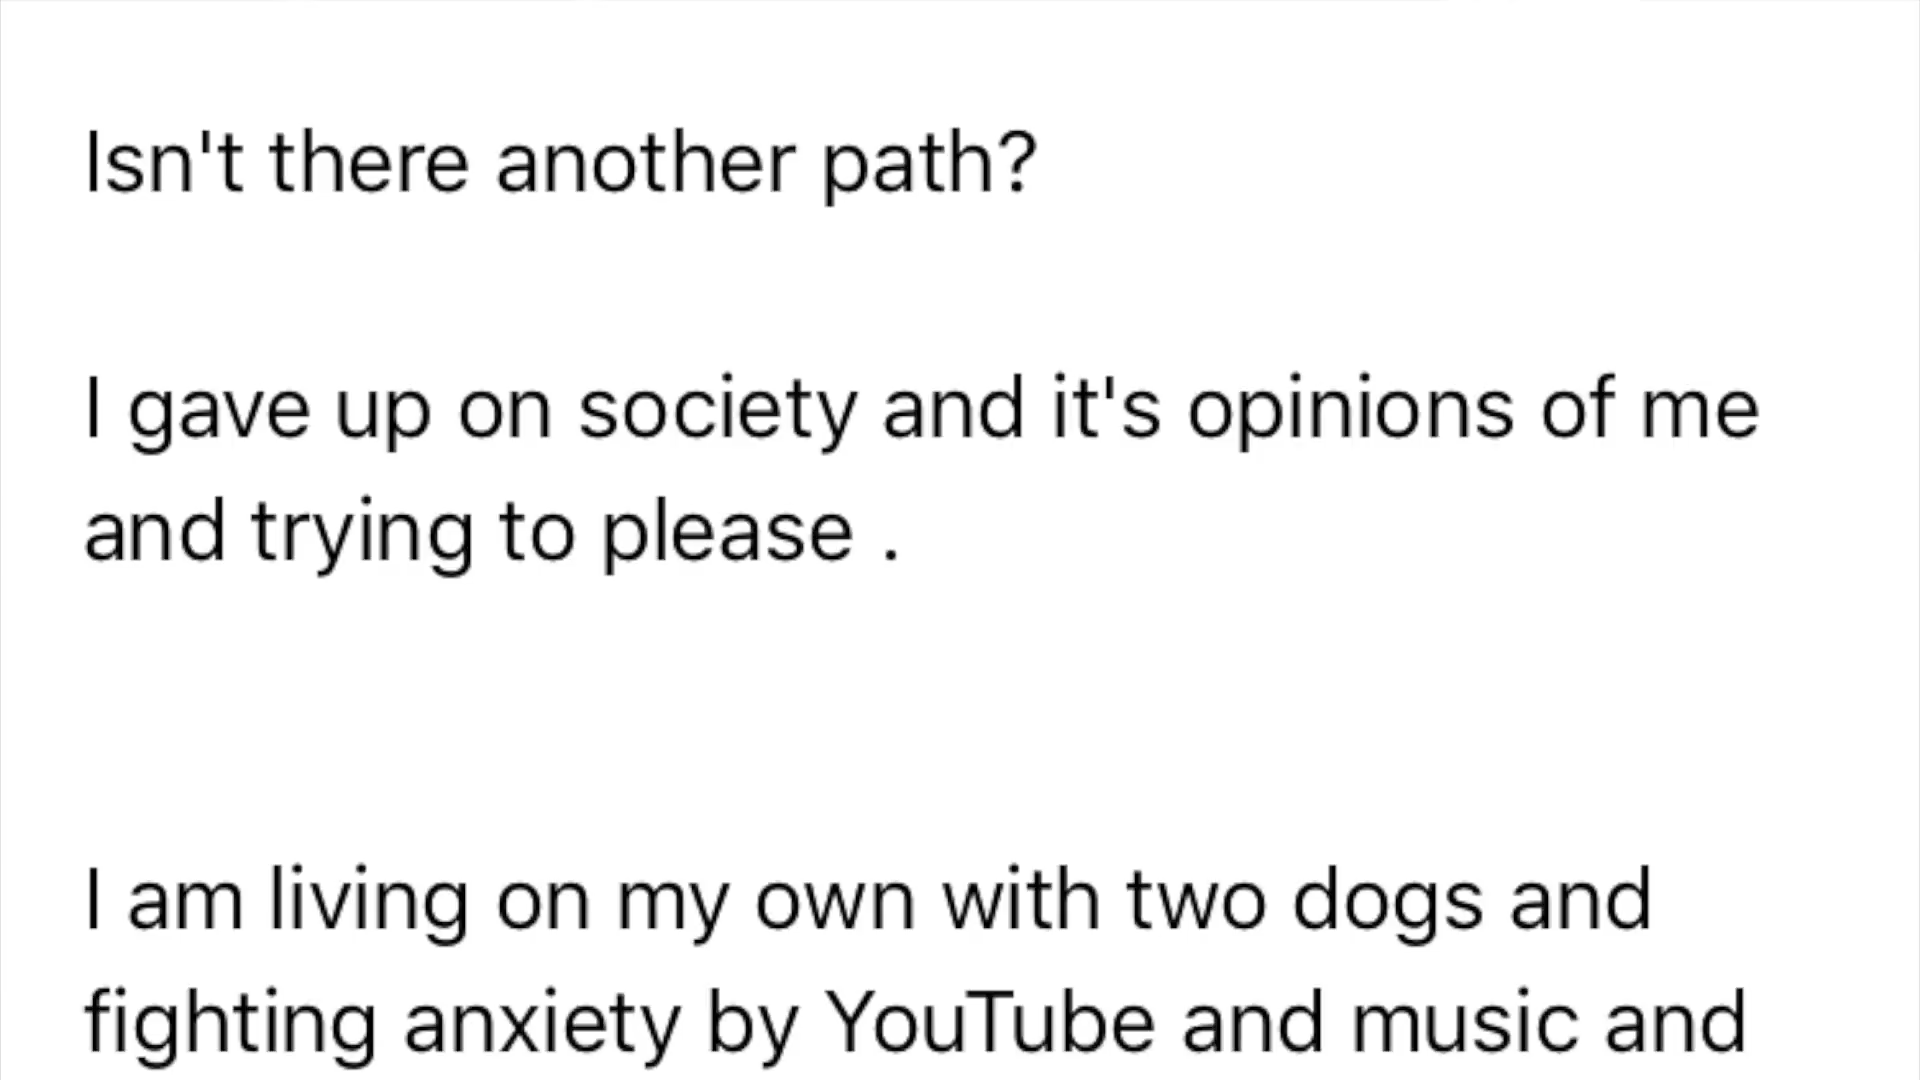 Isn't there another path?
I gave up on society and it's opinions of me
and trying to please .
I am living on my own with two dogs and
fighting anxiety by YouTube and music and